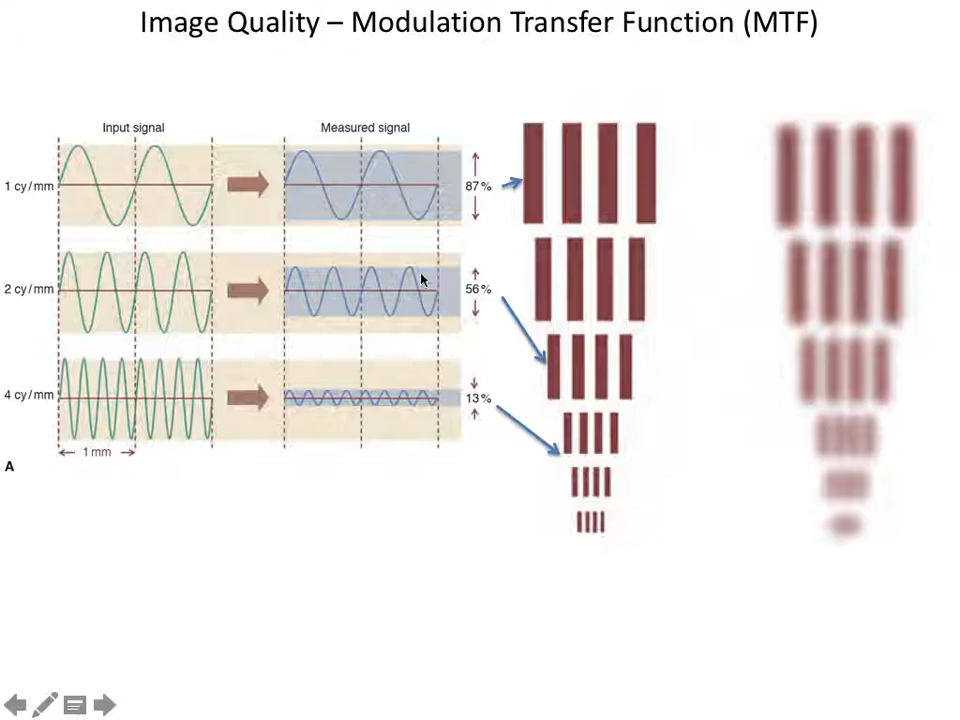 Image Quality – Modulation Transfer Function (MTF)
Input signal
Measured signal
1 cy/mm
87%
2 cy/mm
56%
4 cy/mm
13%
1 mm
A